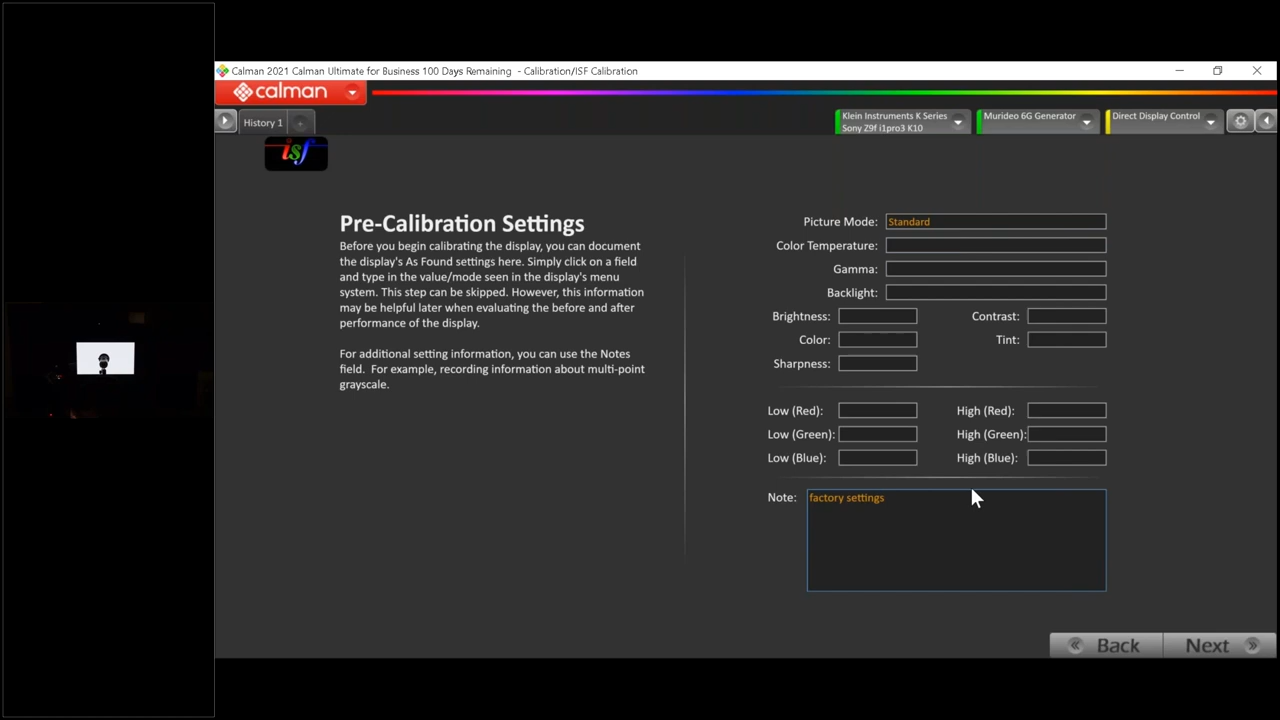 Calman 2021 Calman Ultimate for Business 100 Days Remaining - Calibration/ISF Calibration
calman
History 1
+
Klein Instruments K Series
Sony Z9f i1pro3 K10
Murideo 6G Generator
Direct Display Control
isf
Pre-Calibration Settings
Before you begin calibrating the display, you can document
the display's As Found settings here. Simply click on a field
and type in the value/mode seen in the display's menu
system. This step can be skipped. However, this information
may be helpful later when evaluating the before and after
performance of the display.
For additional setting information, you can use the Notes
field. For example, recording information about multi-point
grayscale.
Picture Mode: Standard
Color Temperature:
Gamma:
Backlight:
Brightness: Contrast:
Color: Tint:
Sharpness:
Low (Red): High (Red):
Low (Green): High (Green):
Low (Blue): High (Blue):
Note: factory settings
Back Next